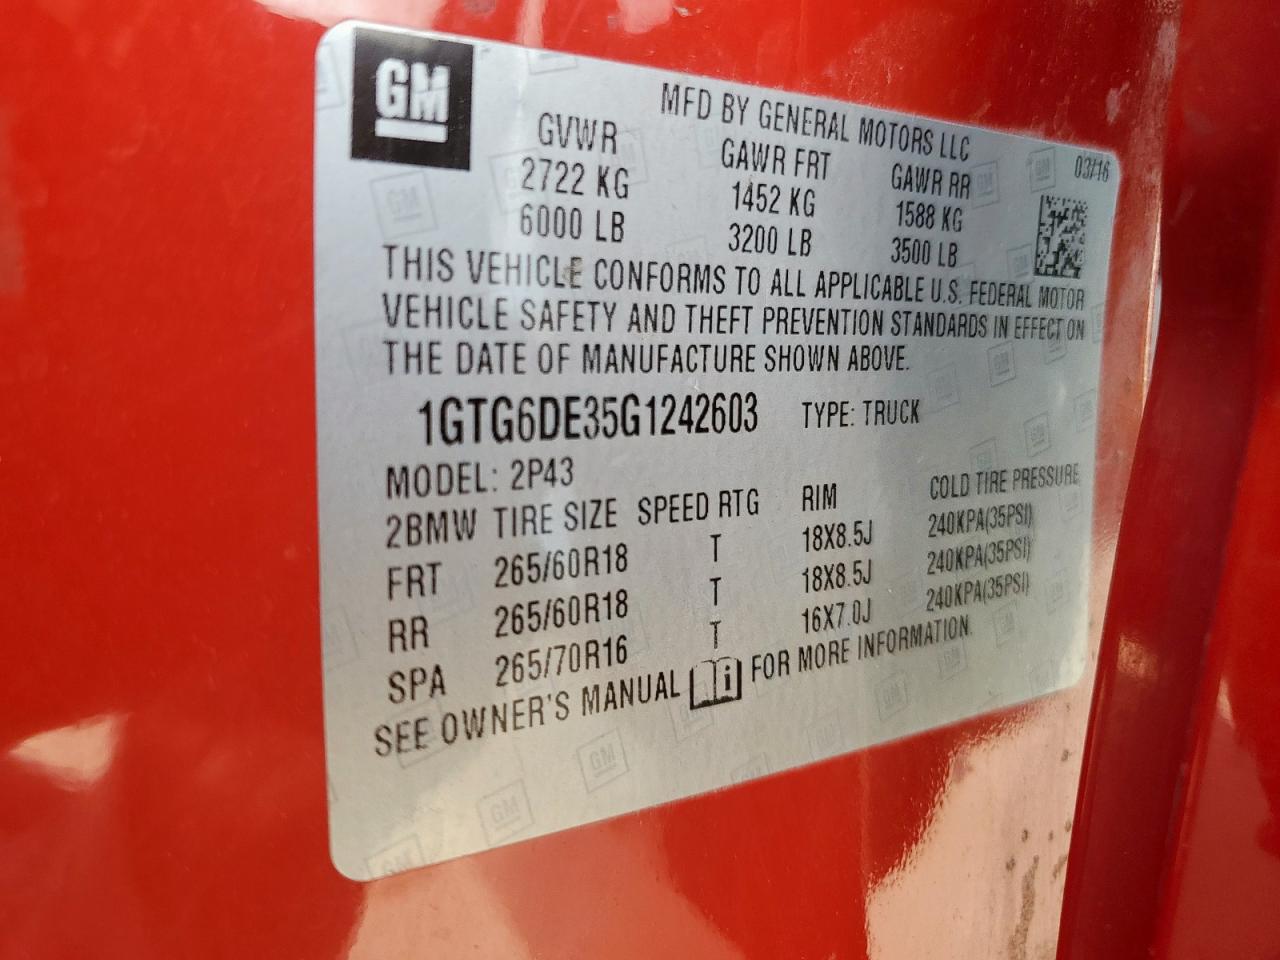 GM
MFD BY GENERAL MOTORS LLC
03/16
GVWR GAWR FRT GAWR RR
2722 KG 1452 KG 1588 KG
6000 LB 3200 LB 3500 LB
THIS VEHICLE CONFORMS TO ALL APPLICABLE U.S. FEDERAL MOTOR
VEHICLE SAFETY AND THEFT PREVENTION STANDARDS IN EFFECT ON
THE DATE OF MANUFACTURE SHOWN ABOVE.
1GTG6DE35G1242603 TYPE: TRUCK
MODEL: 2P43
2BMW TIRE SIZE SPEED RTG RIM COLD TIRE PRESSURE
FRT 265/60R18 T 18X8.5J 240KPA(35PSI)
RR 265/60R18 T 18X8.5J 240KPA(35PSI)
SPA 265/70R16 T 16X7.0J 240KPA(35PSI)
SEE OWNER'S MANUAL i FOR MORE INFORMATION.